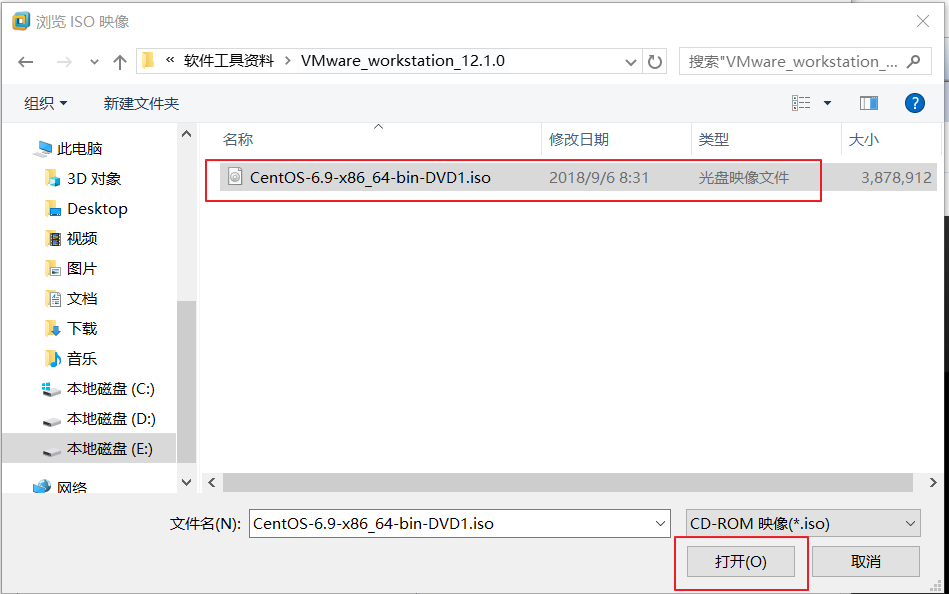 浏览 ISO 映像
« 软件工具资料 > VMware_workstation_12.1.0
搜索"VMware_workstation_...
组织 新建文件夹
此电脑
3D 对象
Desktop
视频
图片
文档
下载
音乐
本地磁盘 (C:)
本地磁盘 (D:)
本地磁盘 (E:)
网络
名称 修改日期 类型 大小
CentOS-6.9-x86_64-bin-DVD1.iso 2018/9/6 8:31 光盘映像文件 3,878,912
文件名(N): CentOS-6.9-x86_64-bin-DVD1.iso CD-ROM 映像(*.iso)
打开(O) 取消